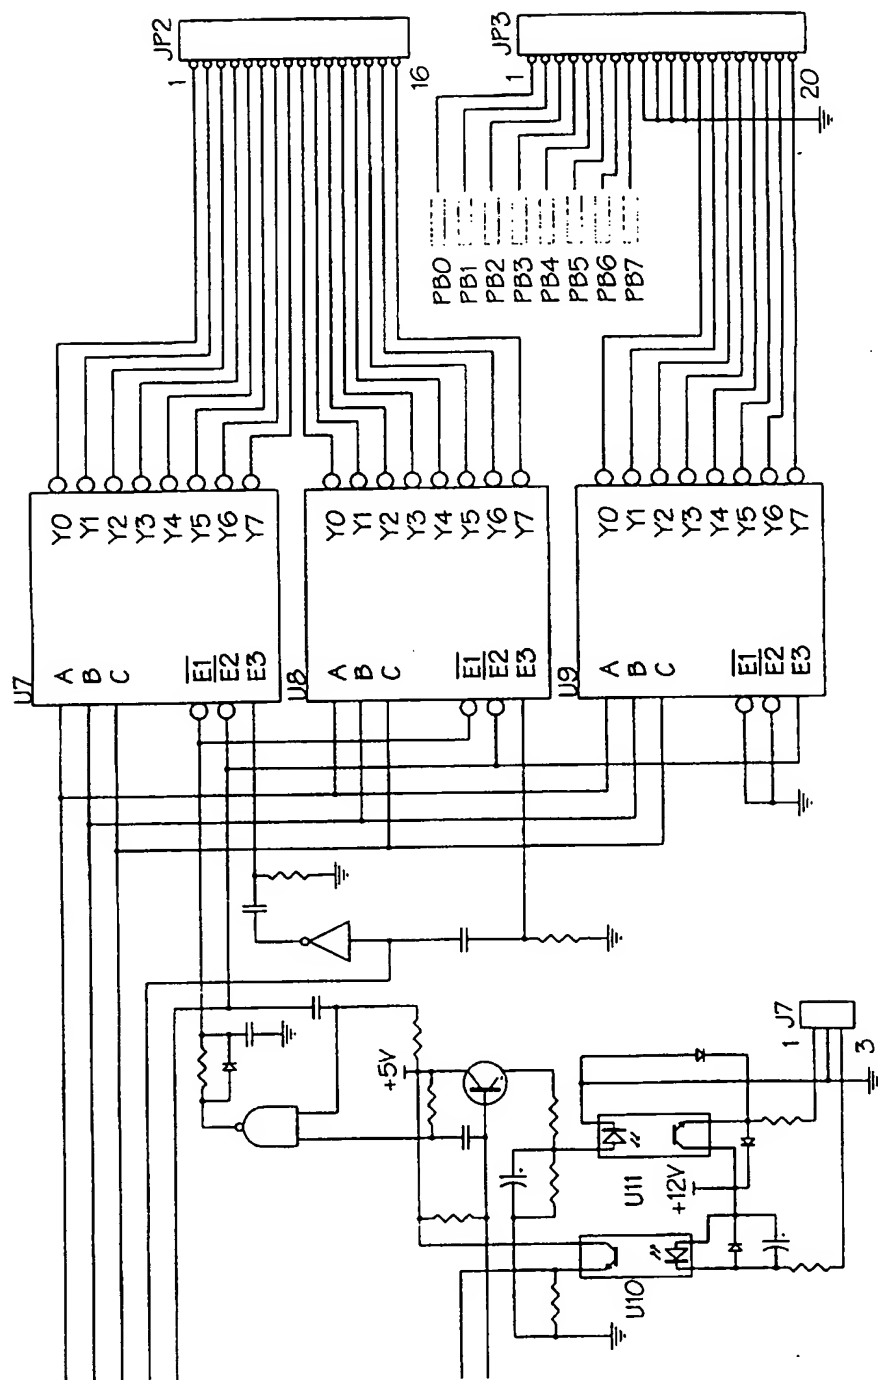 JP2
1
16
JP3
1
20
PB0
PB1
PB2
PB3
PB4
PB5
PB6
PB7
U7
A
B
C
E1
E2
E3
Y0
Y1
Y2
Y3
Y4
Y5
Y6
Y7
U8
A
B
C
E1
E2
E3
Y0
Y1
Y2
Y3
Y4
Y5
Y6
Y7
U9
A
B
C
E1
E2
E3
Y0
Y1
Y2
Y3
Y4
Y5
Y6
Y7
+5V
J7
1
3
U11
+12V
U10